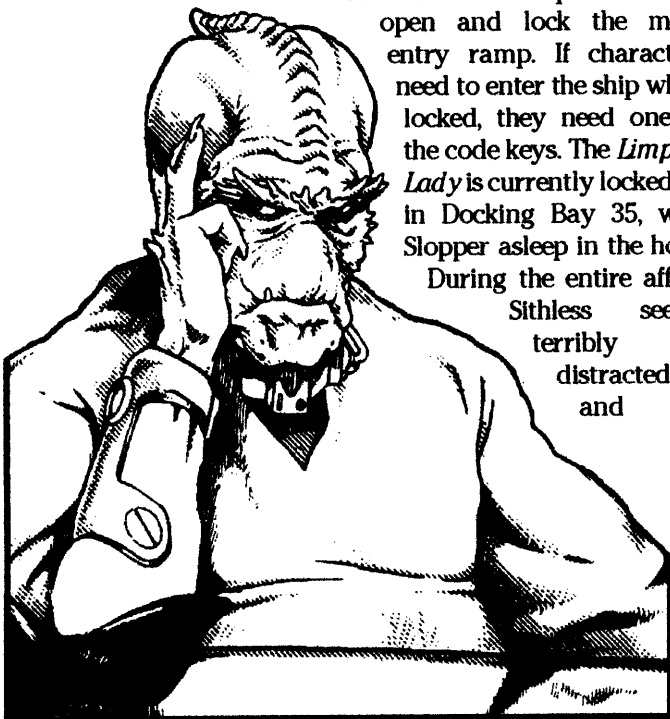 open and lock the m
entry ramp. If charact
need to enter the ship wh
locked, they need one
the code keys. The Limp
Lady is currently locked
in Docking Bay 35, w
Slopper asleep in the ho
During the entire aff
Sithless see
terribly
distracted
and